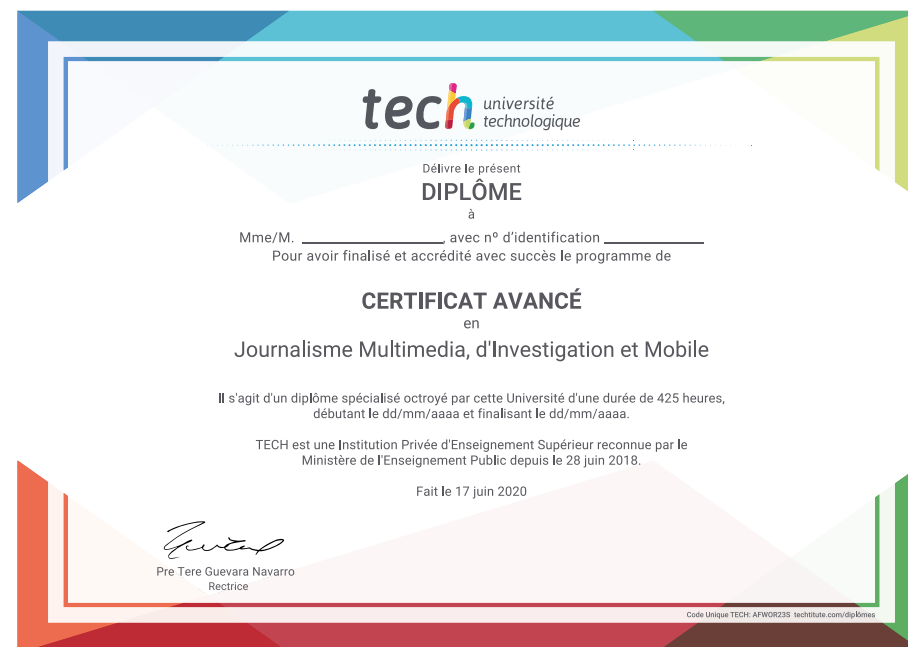 tech université
technologique
Délivre le présent
DIPLÔME
à
Mme/M. ____________________, avec nº d'identification ______________
Pour avoir finalisé et accrédité avec succès le programme de
CERTIFICAT AVANCÉ
en
Journalisme Multimedia, d'Investigation et Mobile
Il s'agit d'un diplôme spécialisé octroyé par cette Université d'une durée de 425 heures,
débutant le dd/mm/aaaa et finalisant le dd/mm/aaaa.
TECH est une Institution Privée d'Enseignement Supérieur reconnue par le
Ministère de l'Enseignement Public depuis le 28 juin 2018.
Fait le 17 juin 2020
Pre Tere Guevara Navarro
Rectrice
Code Unique TECH: AFWOR23S techtitute.com/diplômes